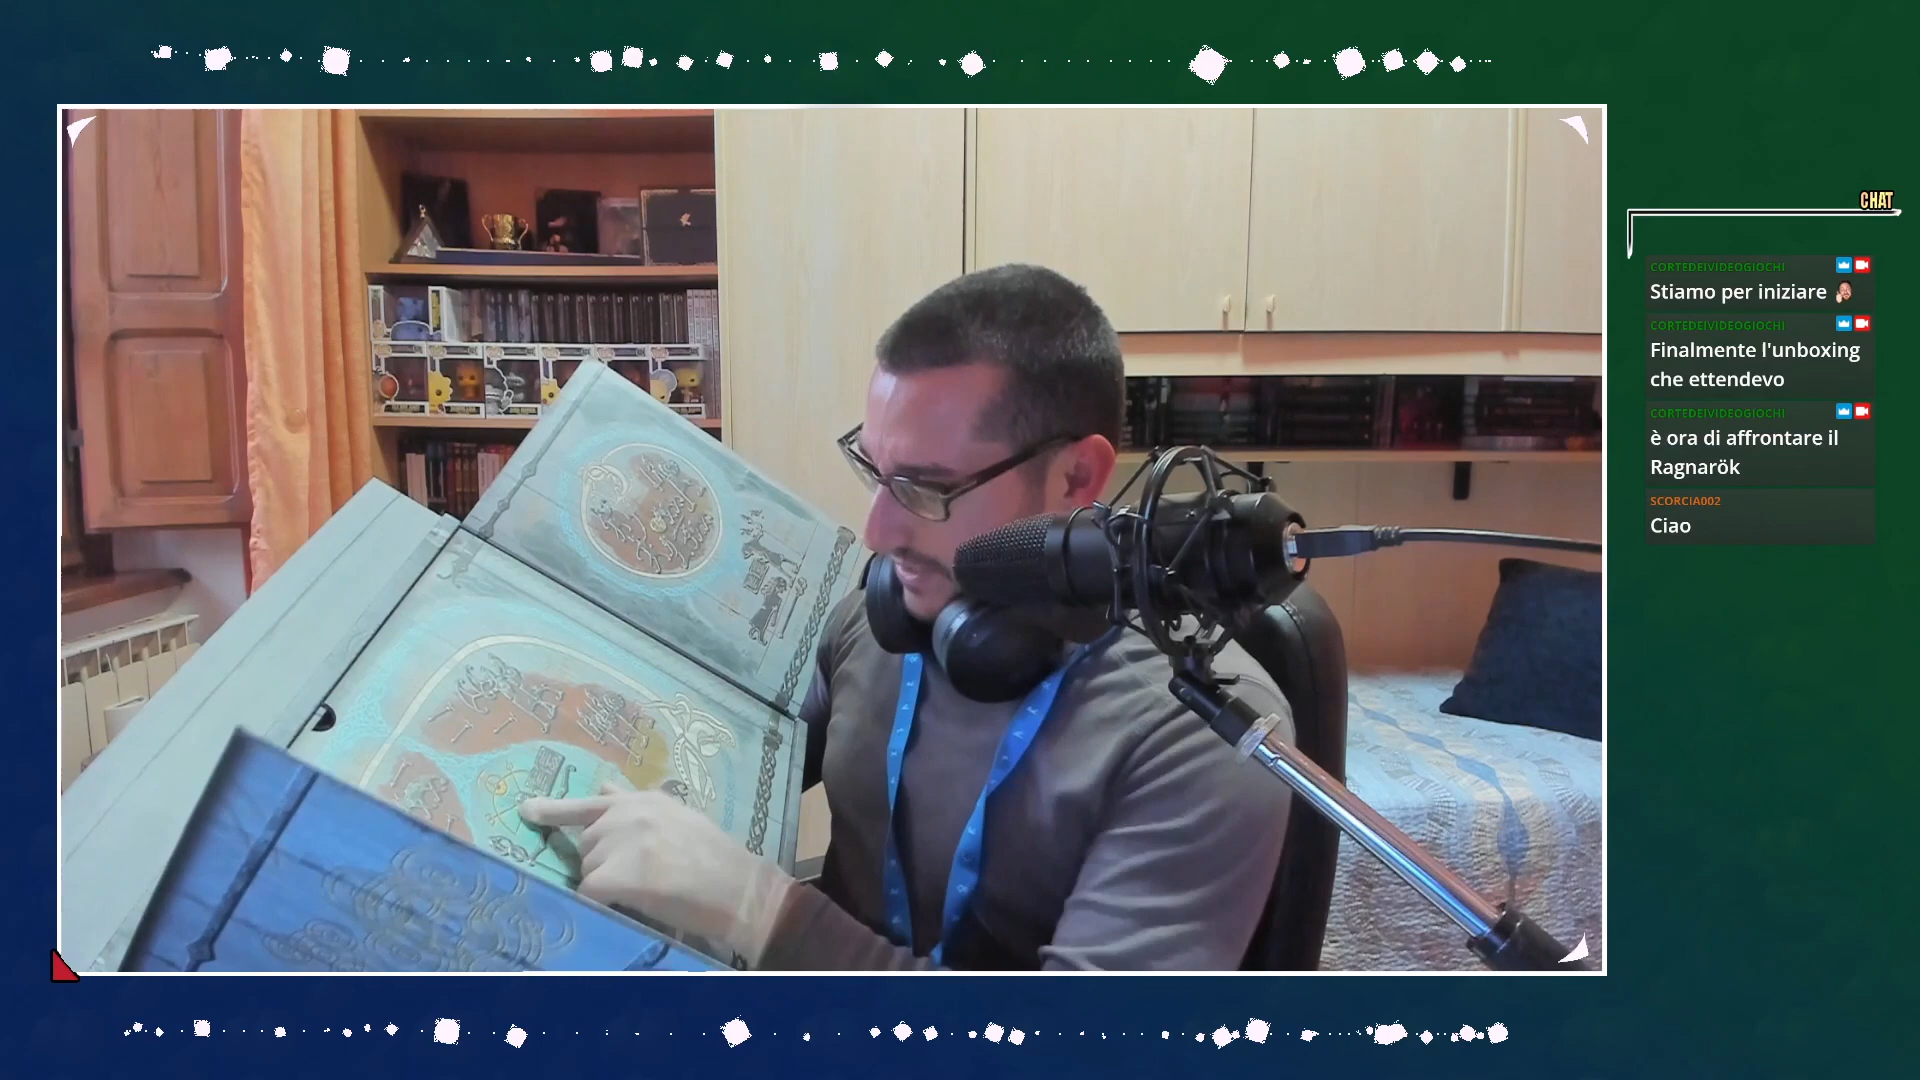 CHAT
CORTEDEIVIDEOGIOCHI
Stiamo per iniziare
CORTEDEIVIDEOGIOCHI
Finalmente l'unboxing
che ettendevo
CORTEDEIVIDEOGIOCHI
è ora di affrontare il
Ragnarök
SCORCIA002
Ciao